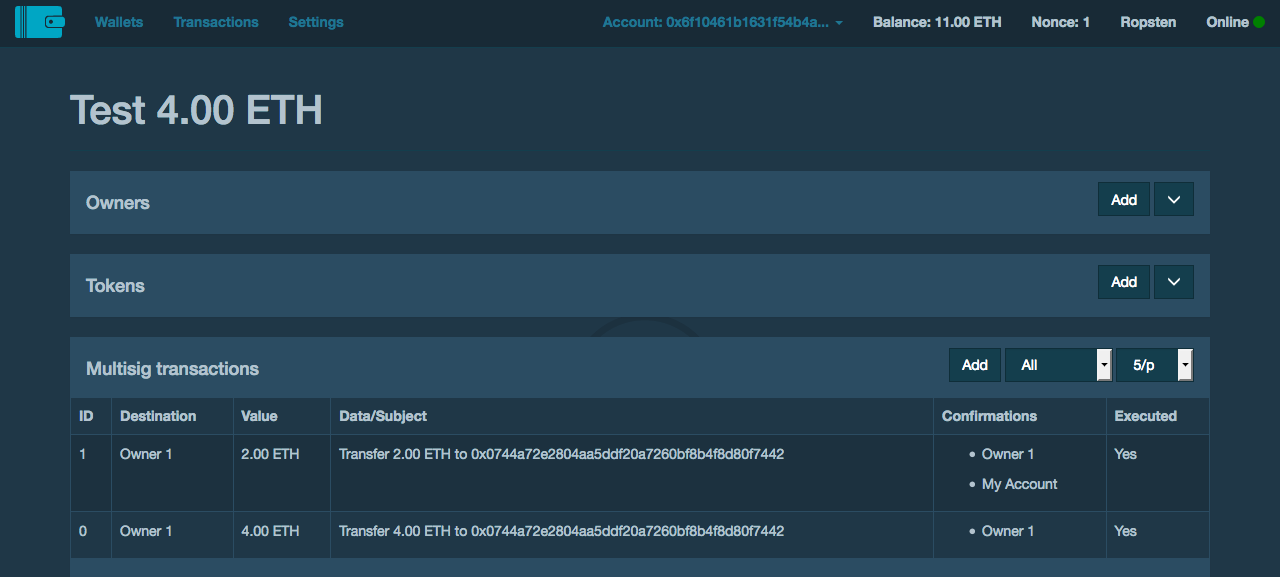 Wallets Transactions Settings Account: 0x6f10461b1631f54b4a... Balance: 11.00 ETH Nonce: 1 Ropsten Online
Test 4.00 ETH
Owners Add
Tokens Add
Multisig transactions Add All 5/p
ID Destination Value Data/Subject Confirmations Executed
1 Owner 1 2.00 ETH Transfer 2.00 ETH to 0x0744a72e2804aa5ddf20a7260bf8b4f8d80f7442 • Owner 1 Yes
• My Account
0 Owner 1 4.00 ETH Transfer 4.00 ETH to 0x0744a72e2804aa5ddf20a7260bf8b4f8d80f7442 • Owner 1 Yes